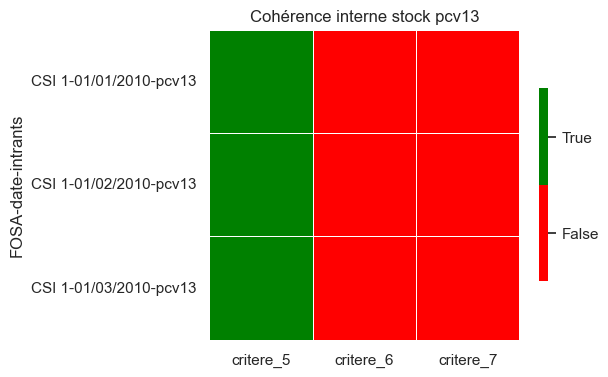 Cohérence interne stock pcv13
FOSA-date-intrants
CSI 1-01/01/2010-pcv13
CSI 1-01/02/2010-pcv13
CSI 1-01/03/2010-pcv13
critere_5
critere_6
critere_7
True
False